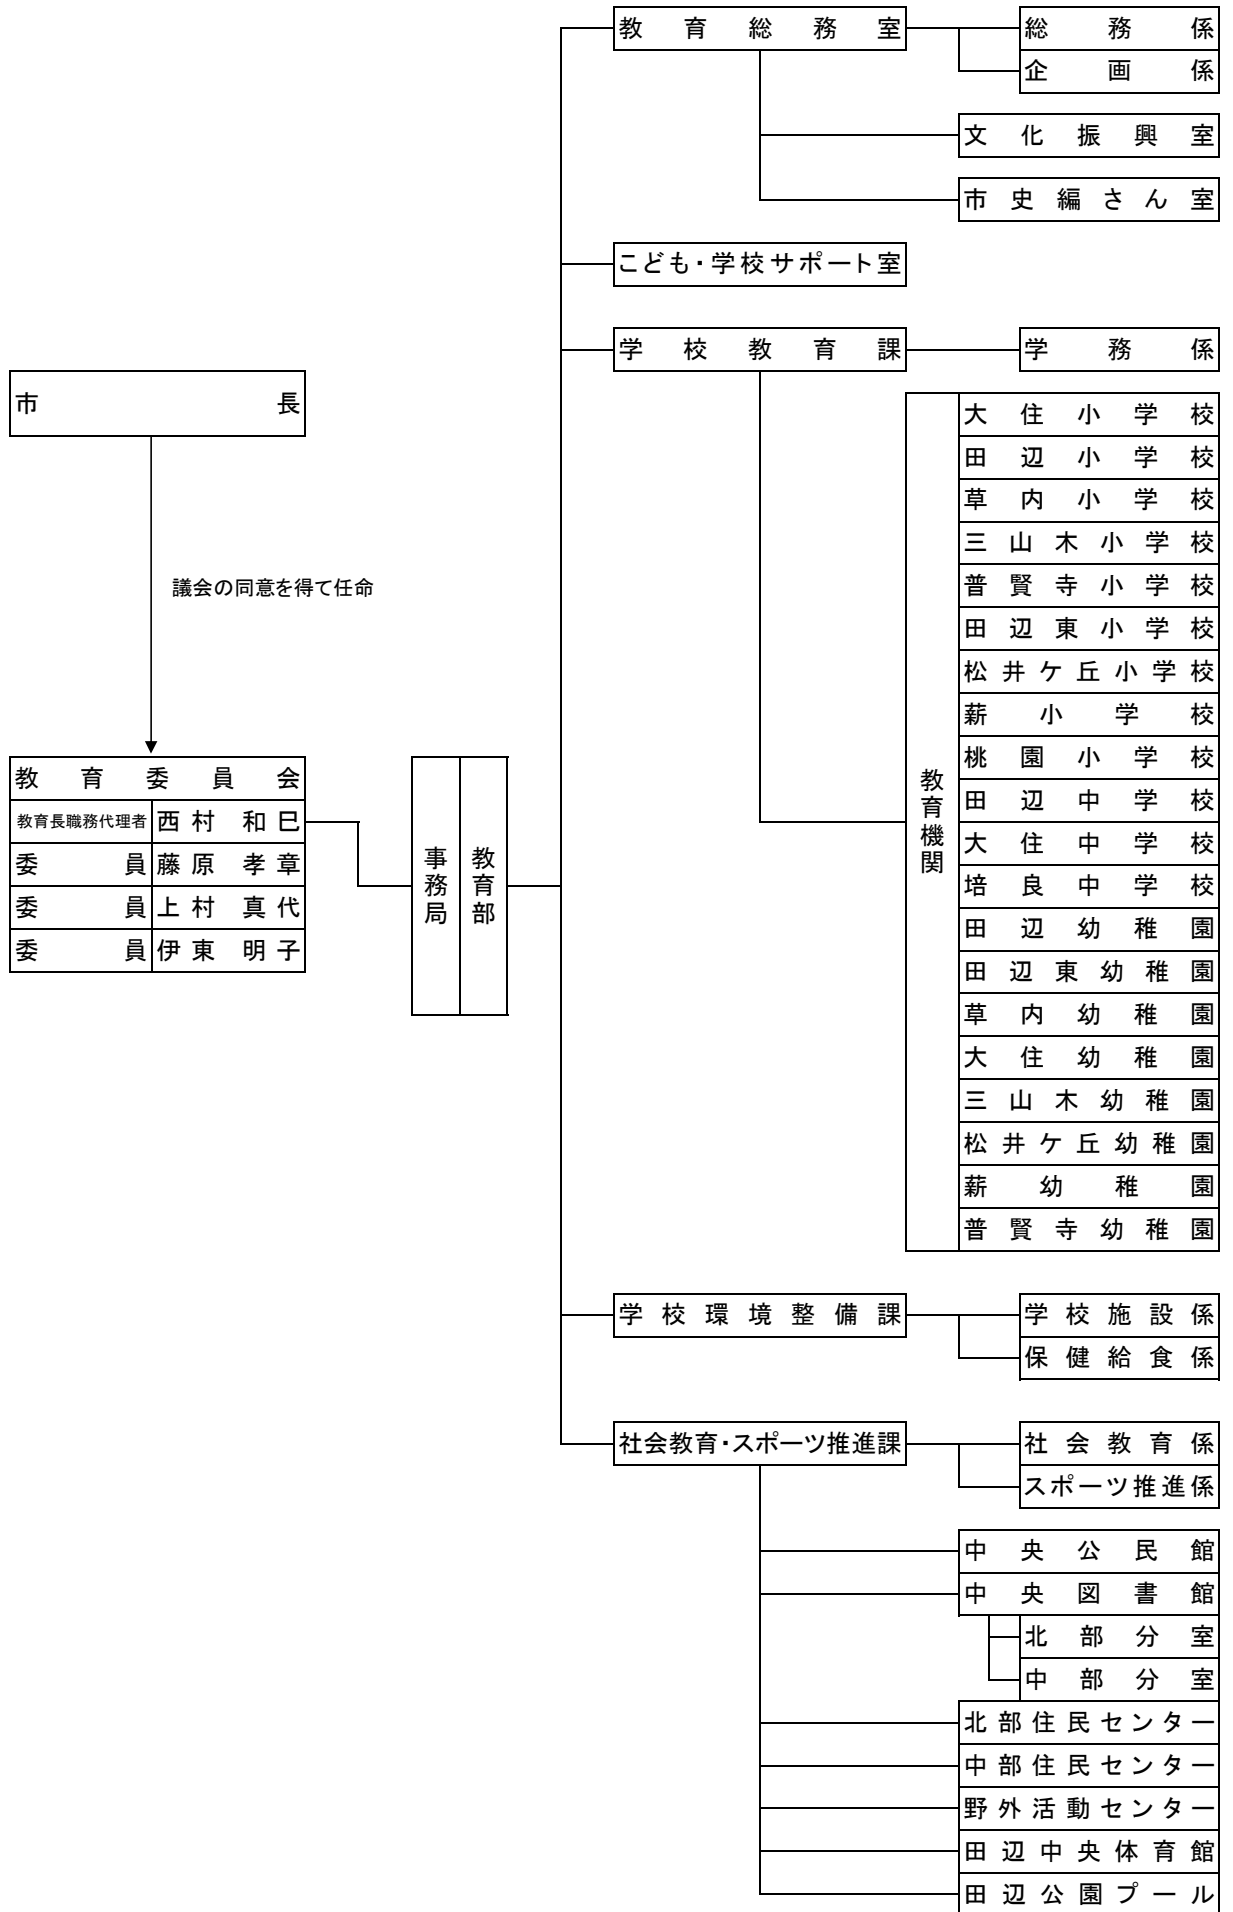 教育総務室
総務係
企画係
文化振興室
市史編さん室
こども・学校サポート室
学校教育課
学務係
市長
議会の同意を得て任命
教育委員会
教育長職務代理者 西村 和巳
委員 藤原 孝章
委員 上村 真代
委員 伊東 明子
事務局
教育部
教育機関
大住小学校
田辺小学校
草内小学校
三山木小学校
普賢寺小学校
田辺東小学校
松井ケ丘小学校
薪小学校
桃園小学校
田辺中学校
大住中学校
培良中学校
田辺幼稚園
田辺東幼稚園
草内幼稚園
大住幼稚園
三山木幼稚園
松井ケ丘幼稚園
薪幼稚園
普賢寺幼稚園
学校環境整備課
学校施設係
保健給食係
社会教育・スポーツ推進課
社会教育係
スポーツ推進係
中央公民館
中央図書館
北部分室
中部分室
北部住民センター
中部住民センター
野外活動センター
田辺中央体育館
田辺公園プール